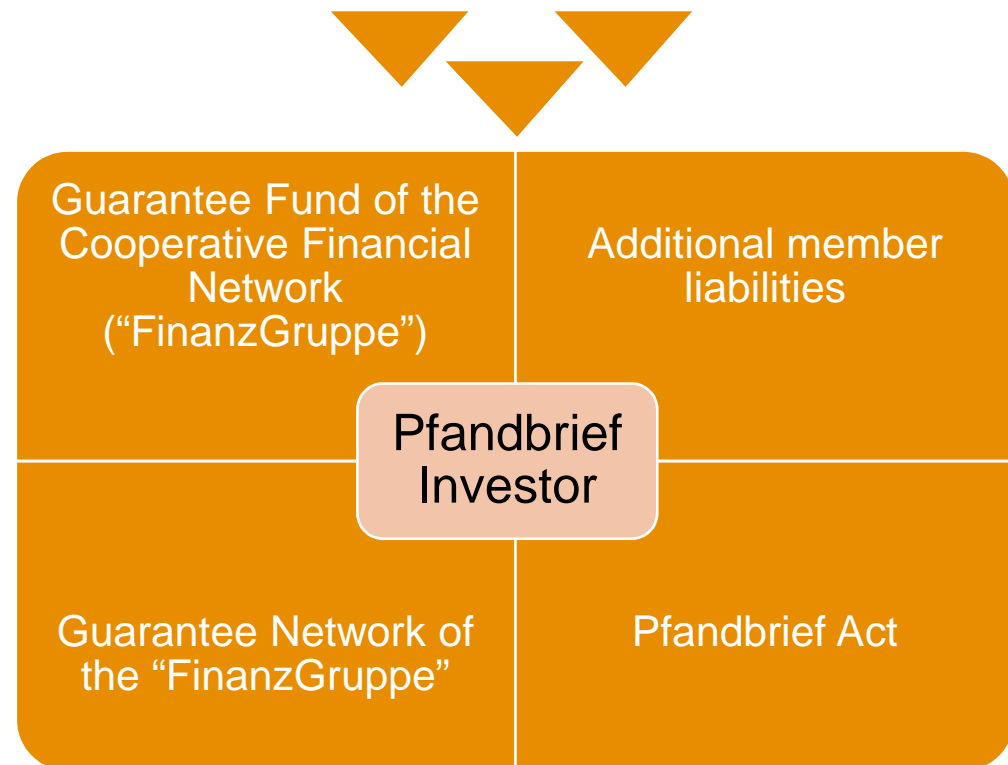 Guarantee Fund of the
Cooperative Financial
Network
(“FinanzGruppe”)
Additional member
liabilities
Pfandbrief
Investor
Guarantee Network of
the “FinanzGruppe”
Pfandbrief Act